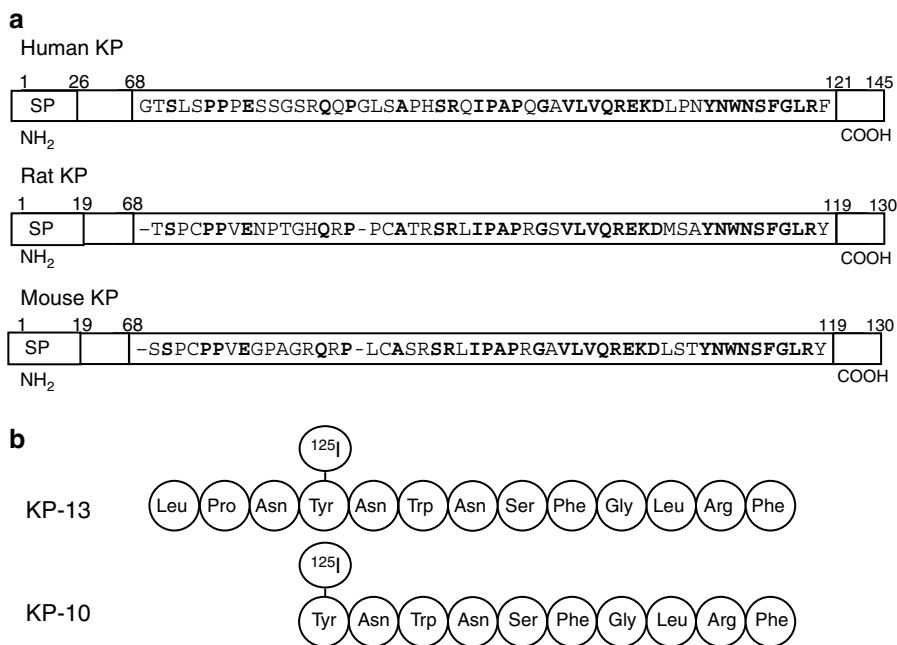 a
Human KP
1 26 68 121 145
SP GTSLSPPPESSGSRQQPGLSAPHSRQIPAPQGAVLVQREKDLPNYNWNSFGLRF
NH2 COOH
Rat KP
1 19 68 119 130
SP –TSPCPPVENPTGHQRP-PCATRSRLIPAPRGSVLVQREKDMSAYNWNSFGLRY
NH2 COOH
Mouse KP
1 19 68 119 130
SP –SSPCPPVEGPAGRQRP-LCASRSRLIPAPRGAVLVQREKDLSTYNWNSFGLRY
NH2 COOH
b
125I
KP-13 Leu Pro Asn Tyr Asn Trp Asn Ser Phe Gly Leu Arg Phe
125I
KP-10 Tyr Asn Trp Asn Ser Phe Gly Leu Arg Phe